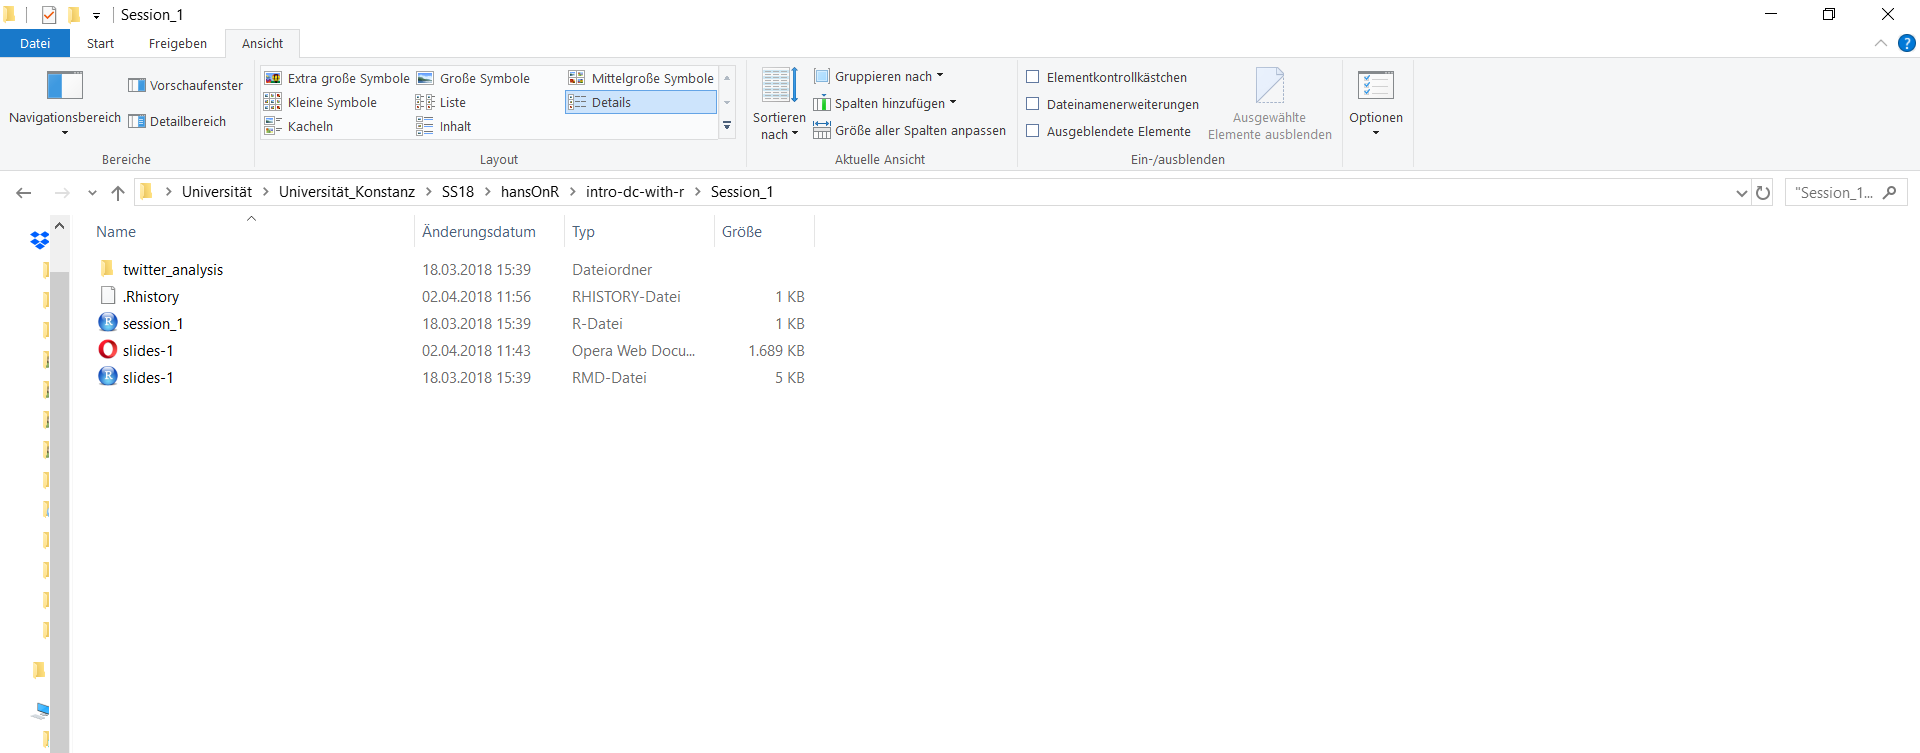 Session_1
Datei Start Freigeben Ansicht
Navigationsbereich
Vorschaufenster
Detailbereich
Bereiche
Extra große Symbole Große Symbole Mittelgroße Symbole
Kleine Symbole Liste Details
Kacheln Inhalt
Layout
Sortieren
nach
Gruppieren nach
Spalten hinzufügen
Größe aller Spalten anpassen
Aktuelle Ansicht
Elementkontrollkästchen
Dateinamenerweiterungen
Ausgeblendete Elemente
Ausgewählte
Elemente ausblenden
Ein-/ausblenden
Optionen
Universität Universität_Konstanz SS18 hansOnR intro-dc-with-r Session_1
"Session_1...
Name Änderungsdatum Typ Größe
twitter_analysis 18.03.2018 15:39 Dateiordner
.Rhistory 02.04.2018 11:56 RHISTORY-Datei 1 KB
session_1 18.03.2018 15:39 R-Datei 1 KB
slides-1 02.04.2018 11:43 Opera Web Docu... 1.689 KB
slides-1 18.03.2018 15:39 RMD-Datei 5 KB